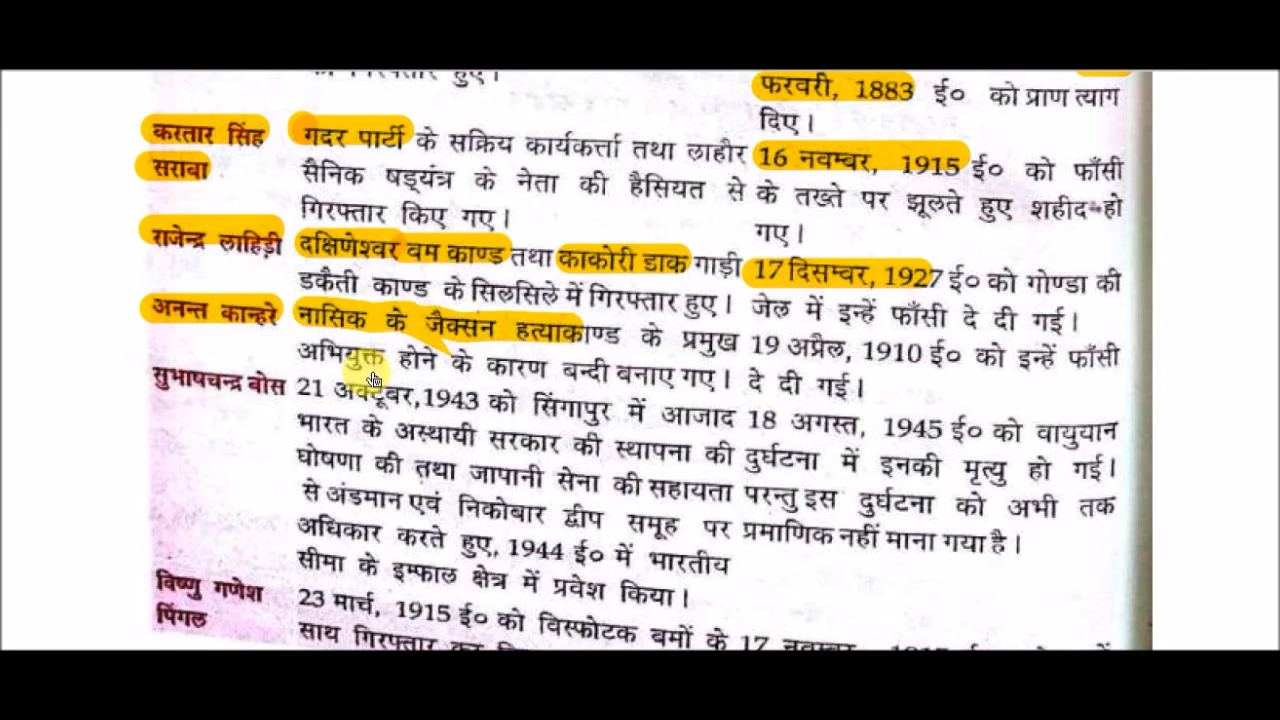 हुए।
फरवरी, 1883 ई० को प्राण त्याग
दिए।
करतार सिंह
सराबा
गदर पार्टी के सक्रिय कार्यकर्त्ता तथा लाहौर
सैनिक षड्यंत्र के नेता की हैसियत से
गिरफ्तार किए गए।
16 नवम्बर, 1915 ई० को फाँसी
के तख्ते पर झूलते हुए शहीद हो
गए।
राजेन्द्र लाहिड़ी
दक्षिणेश्वर बम काण्ड तथा काकोरी डाक गाड़ी
डकैती काण्ड के सिलसिले में गिरफ्तार हुए।
17 दिसम्बर, 1927 ई० को गोण्डा की
जेल में इन्हें फाँसी दे दी गई।
अनन्त कान्हरे
नासिक के जैक्सन हत्याकाण्ड के प्रमुख
अभियुक्त होने के कारण बन्दी बनाए गए।
19 अप्रैल, 1910 ई० को इन्हें फाँसी
दे दी गई।
सुभाषचन्द्र बोस
21 अक्टूबर,1943 को सिंगापुर में आजाद
भारत के अस्थायी सरकार की स्थापना की
घोषणा की तथा जापानी सेना की सहायता
से अंडमान एवं निकोबार द्वीप समूह पर
अधिकार करते हुए, 1944 ई० में भारतीय
सीमा के इम्फाल क्षेत्र में प्रवेश किया।
18 अगस्त, 1945 ई० को वायुयान
दुर्घटना में इनकी मृत्यु हो गई।
परन्तु इस दुर्घटना को अभी तक
प्रमाणिक नहीं माना गया है।
विष्णु गणेश
पिंगल
23 मार्च, 1915 ई० को विस्फोटक बमों के
साथ गिरफ्तार
17 नवम्बर,